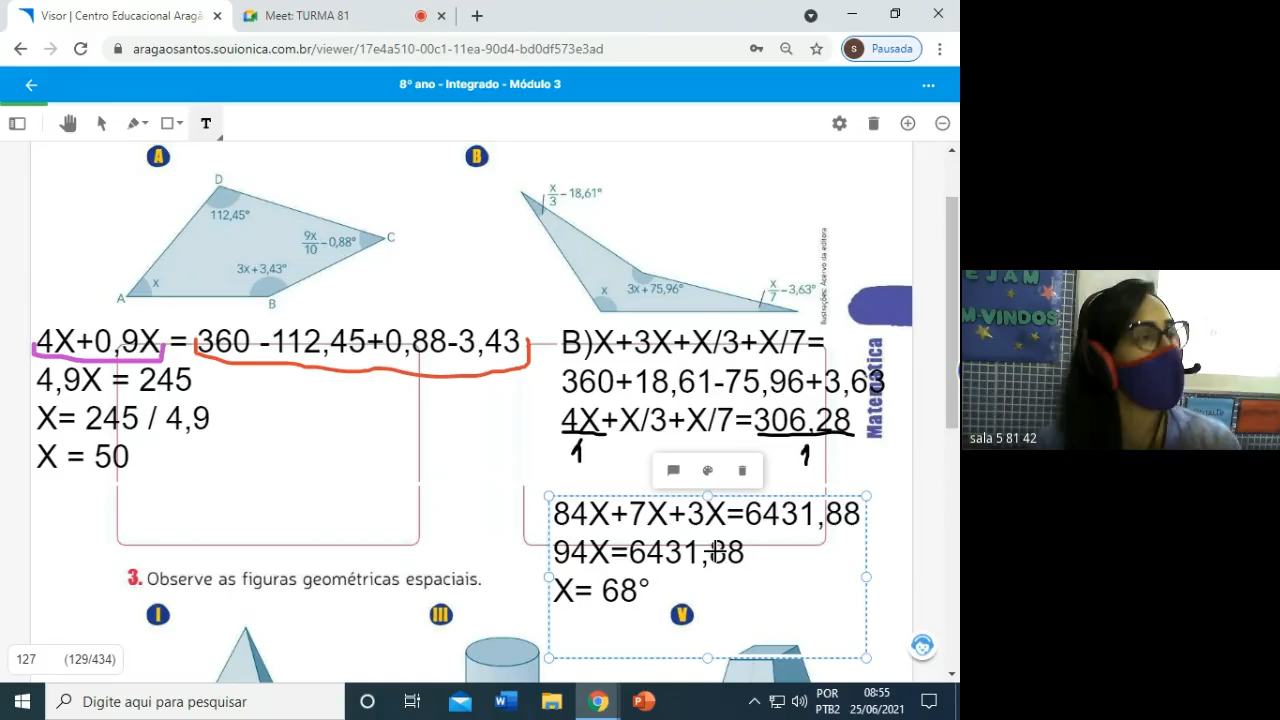 Visor | Centro Educacional Aragã
Meet: TURMA 81
aragaosantos.souionica.com.br/viewer/17e4a510-00c1-11ea-90d4-bd0df573e3ad
s Pausada
8º ano - Integrado - Módulo 3
T
A
B
D
112,45°
9x/10 – 0,88°
C
3x + 3,43°
x
A
B
x/3 – 18,61°
x
3x + 75,96°
x/7 – 3,63°
Ilustrações: Acervo da editora
Matemática
4X+0,9X = 360 -112,45+0,88-3,43
4,9X = 245
X= 245 / 4,9
X = 50
B)X+3X+X/3+X/7=
360+18,61-75,96+3,63
4X+X/3+X/7=306,28
1 1
84X+7X+3X=6431,88
94X=6431,88
X= 68°
3. Observe as figuras geométricas espaciais.
I
III
V
127 (129/434)
Digite aqui para pesquisar
POR
PTB2
08:55
25/06/2021
EJAM
M-VINDOS
sala 5 81 42